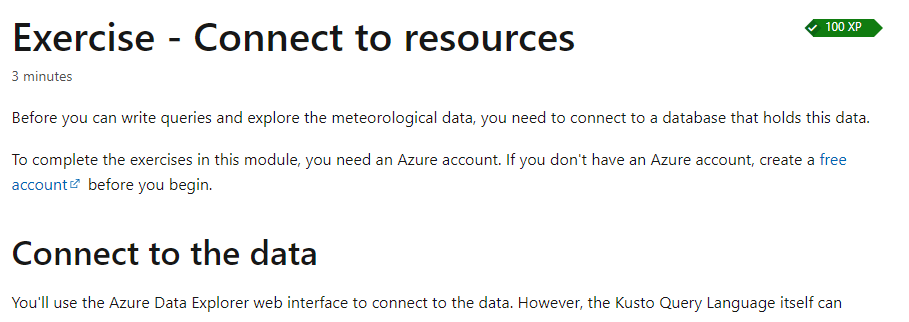 Exercise - Connect to resources
100 XP
3 minutes
Before you can write queries and explore the meteorological data, you need to connect to a database that holds this data.
To complete the exercises in this module, you need an Azure account. If you don't have an Azure account, create a free
account before you begin.
Connect to the data
You'll use the Azure Data Explorer web interface to connect to the data. However, the Kusto Query Language itself can